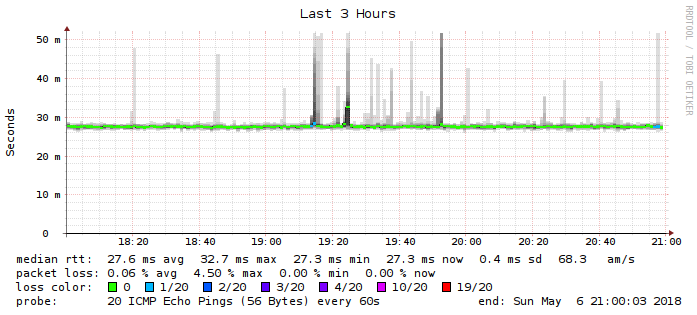 Last 3 Hours
RRDTOOL / TOBI OETIKER
Seconds
50 m
40 m
30 m
20 m
10 m
0
18:20 18:40 19:00 19:20 19:40 20:00 20:20 20:40 21:00
median rtt: 27.6 ms avg 32.7 ms max 27.3 ms min 27.3 ms now 0.4 ms sd 68.3 am/s
packet loss: 0.06 % avg 4.50 % max 0.00 % min 0.00 % now
loss color: 0 1/20 2/20 3/20 4/20 10/20 19/20
probe: 20 ICMP Echo Pings (56 Bytes) every 60s end: Sun May 6 21:00:03 2018